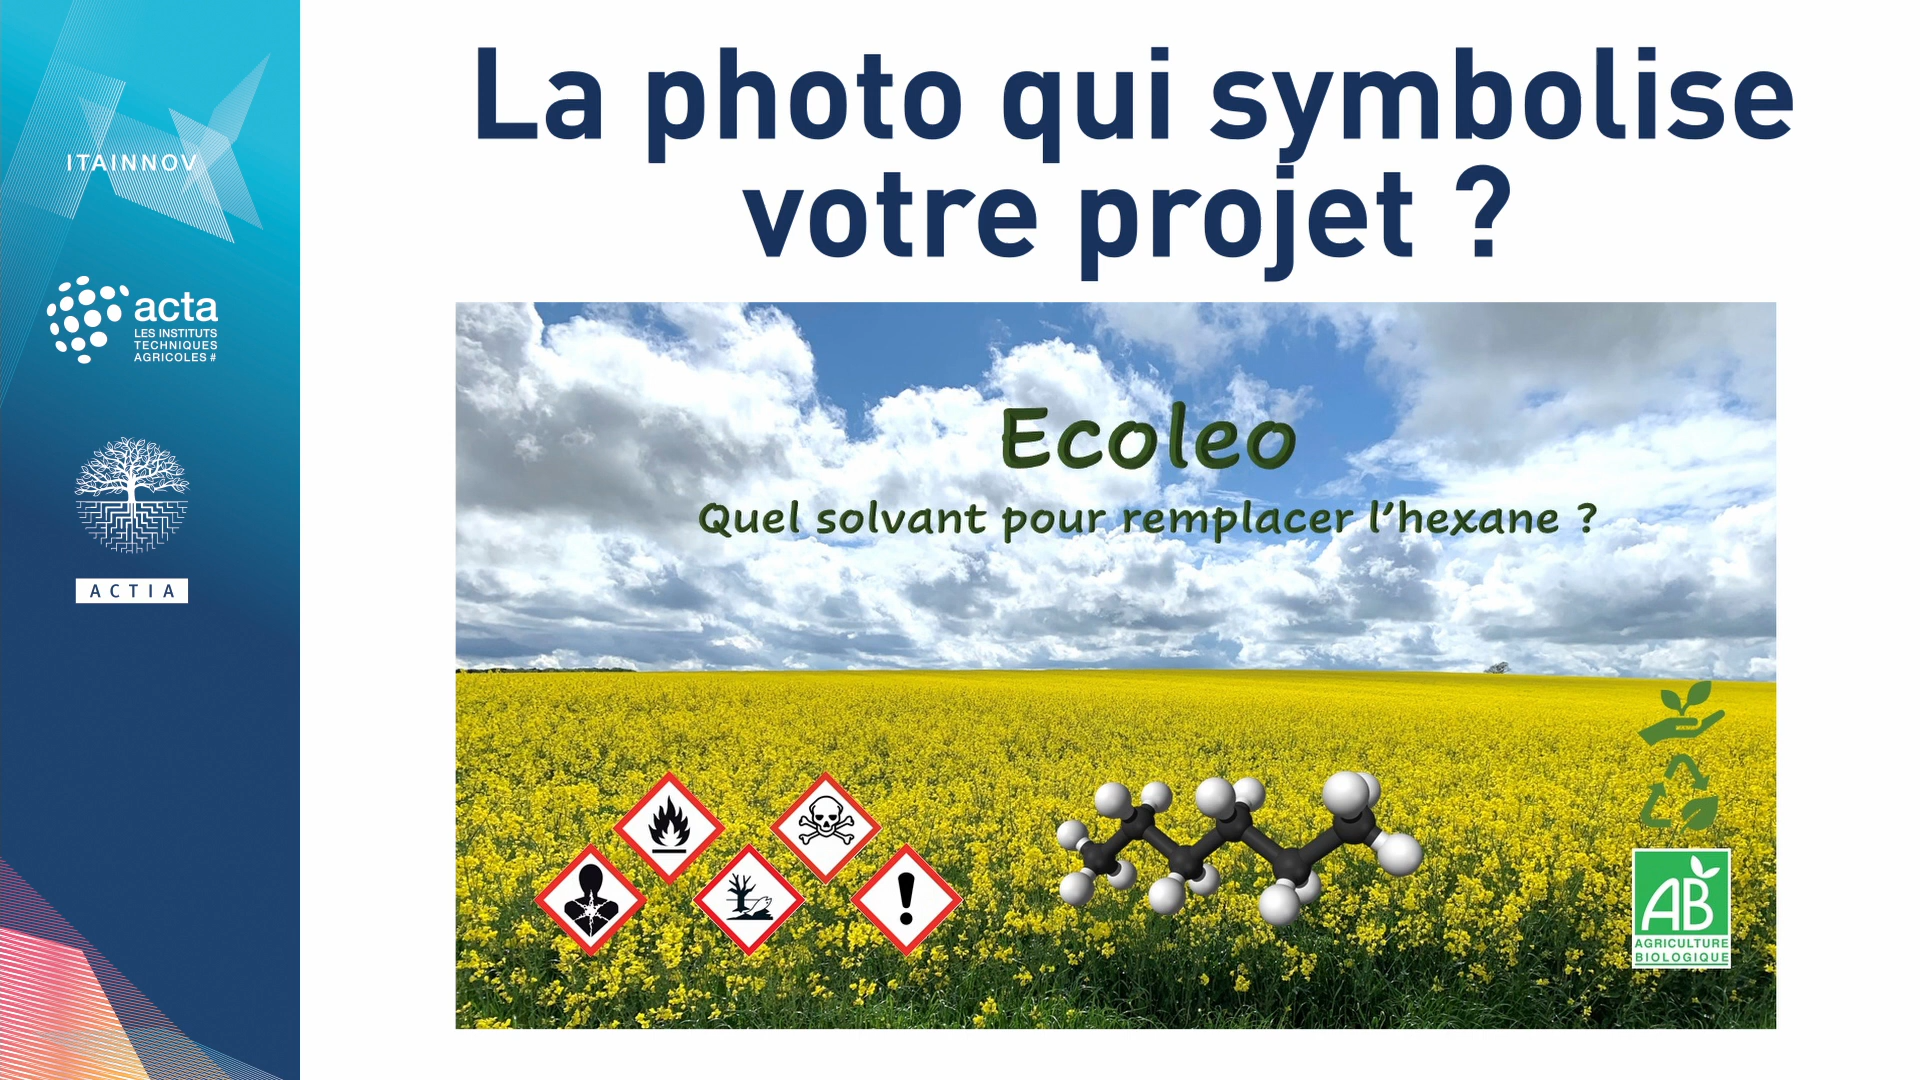 La photo qui symbolise
votre projet ?
ITAINNOV
acta
LES INSTITUTS
TECHNIQUES
AGRICOLES #
ACTIA
Ecoleo
Quel solvant pour remplacer l'hexane ?
AB
AGRICULTURE
BIOLOGIQUE